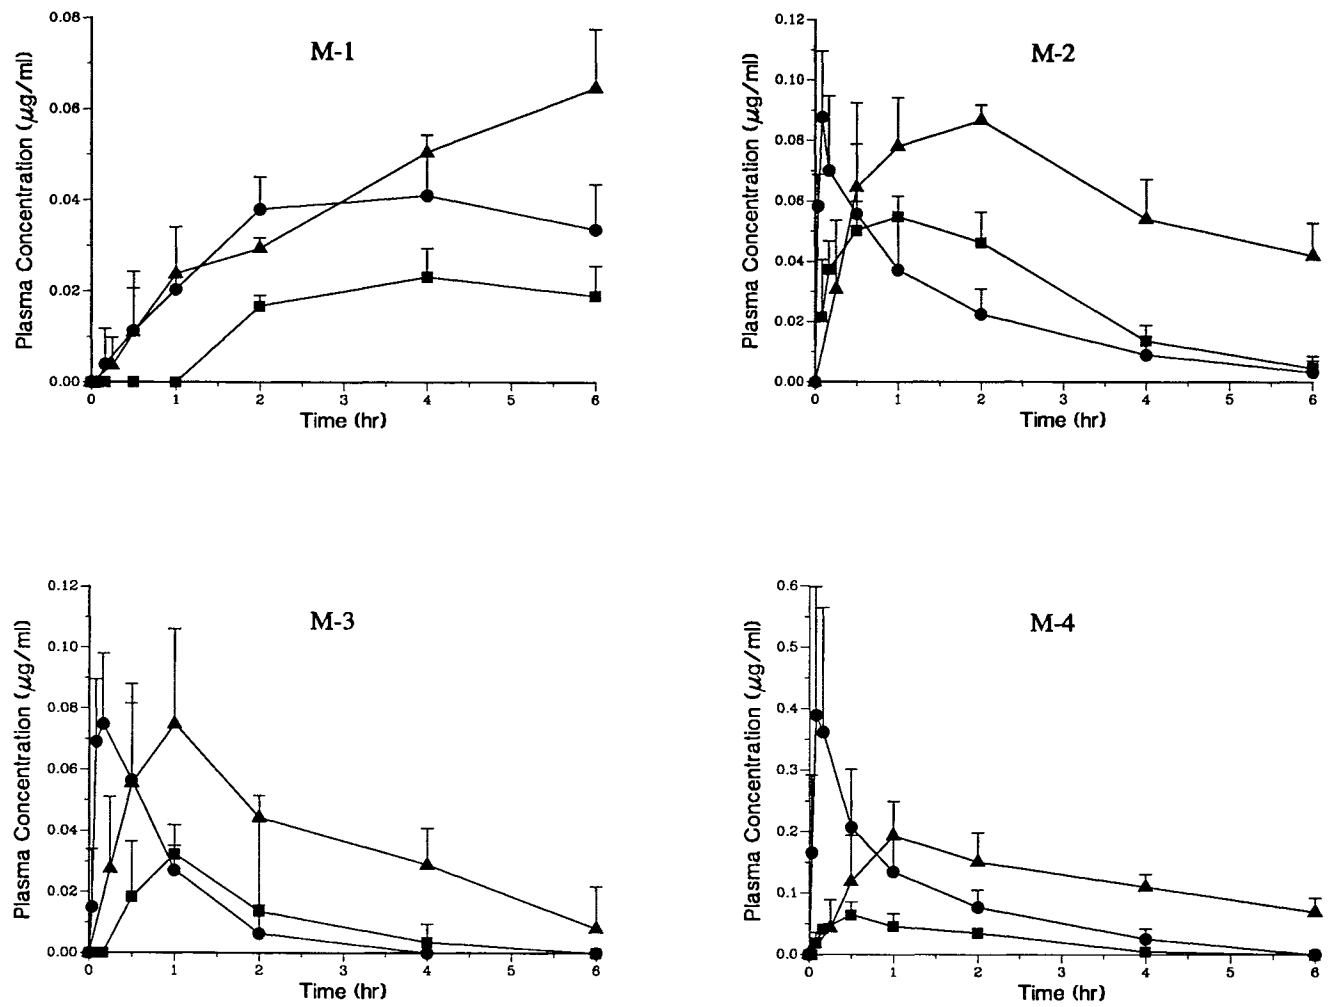 M-1
Plasma Concentration (µg/ml)
0.08
0.06
0.04
0.02
0.00
0 1 2 3 4 5 6
Time (hr)
M-2
Plasma Concentration (µg/ml)
0.12
0.10
0.08
0.06
0.04
0.02
0.00
0 1 2 3 4 5 6
Time (hr)
M-3
Plasma Concentration (µg/ml)
0.12
0.10
0.08
0.06
0.04
0.02
0.00
0 1 2 3 4 5 6
Time (hr)
M-4
Plasma Concentration (µg/ml)
0.6
0.5
0.4
0.3
0.2
0.1
0.0
0 1 2 3 4 5 6
Time (hr)